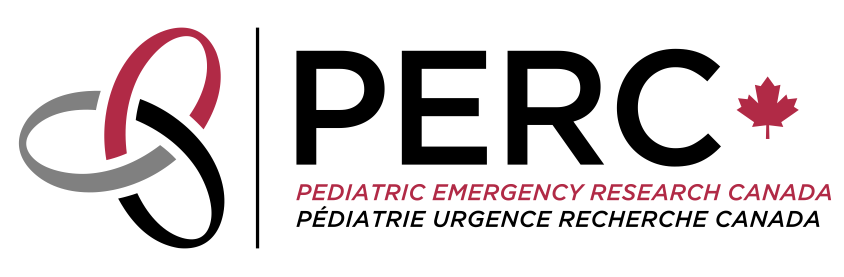 PERC
PEDIATRIC EMERGENCY RESEARCH CANADA
PÉDIATRIE URGENCE RECHERCHE CANADA